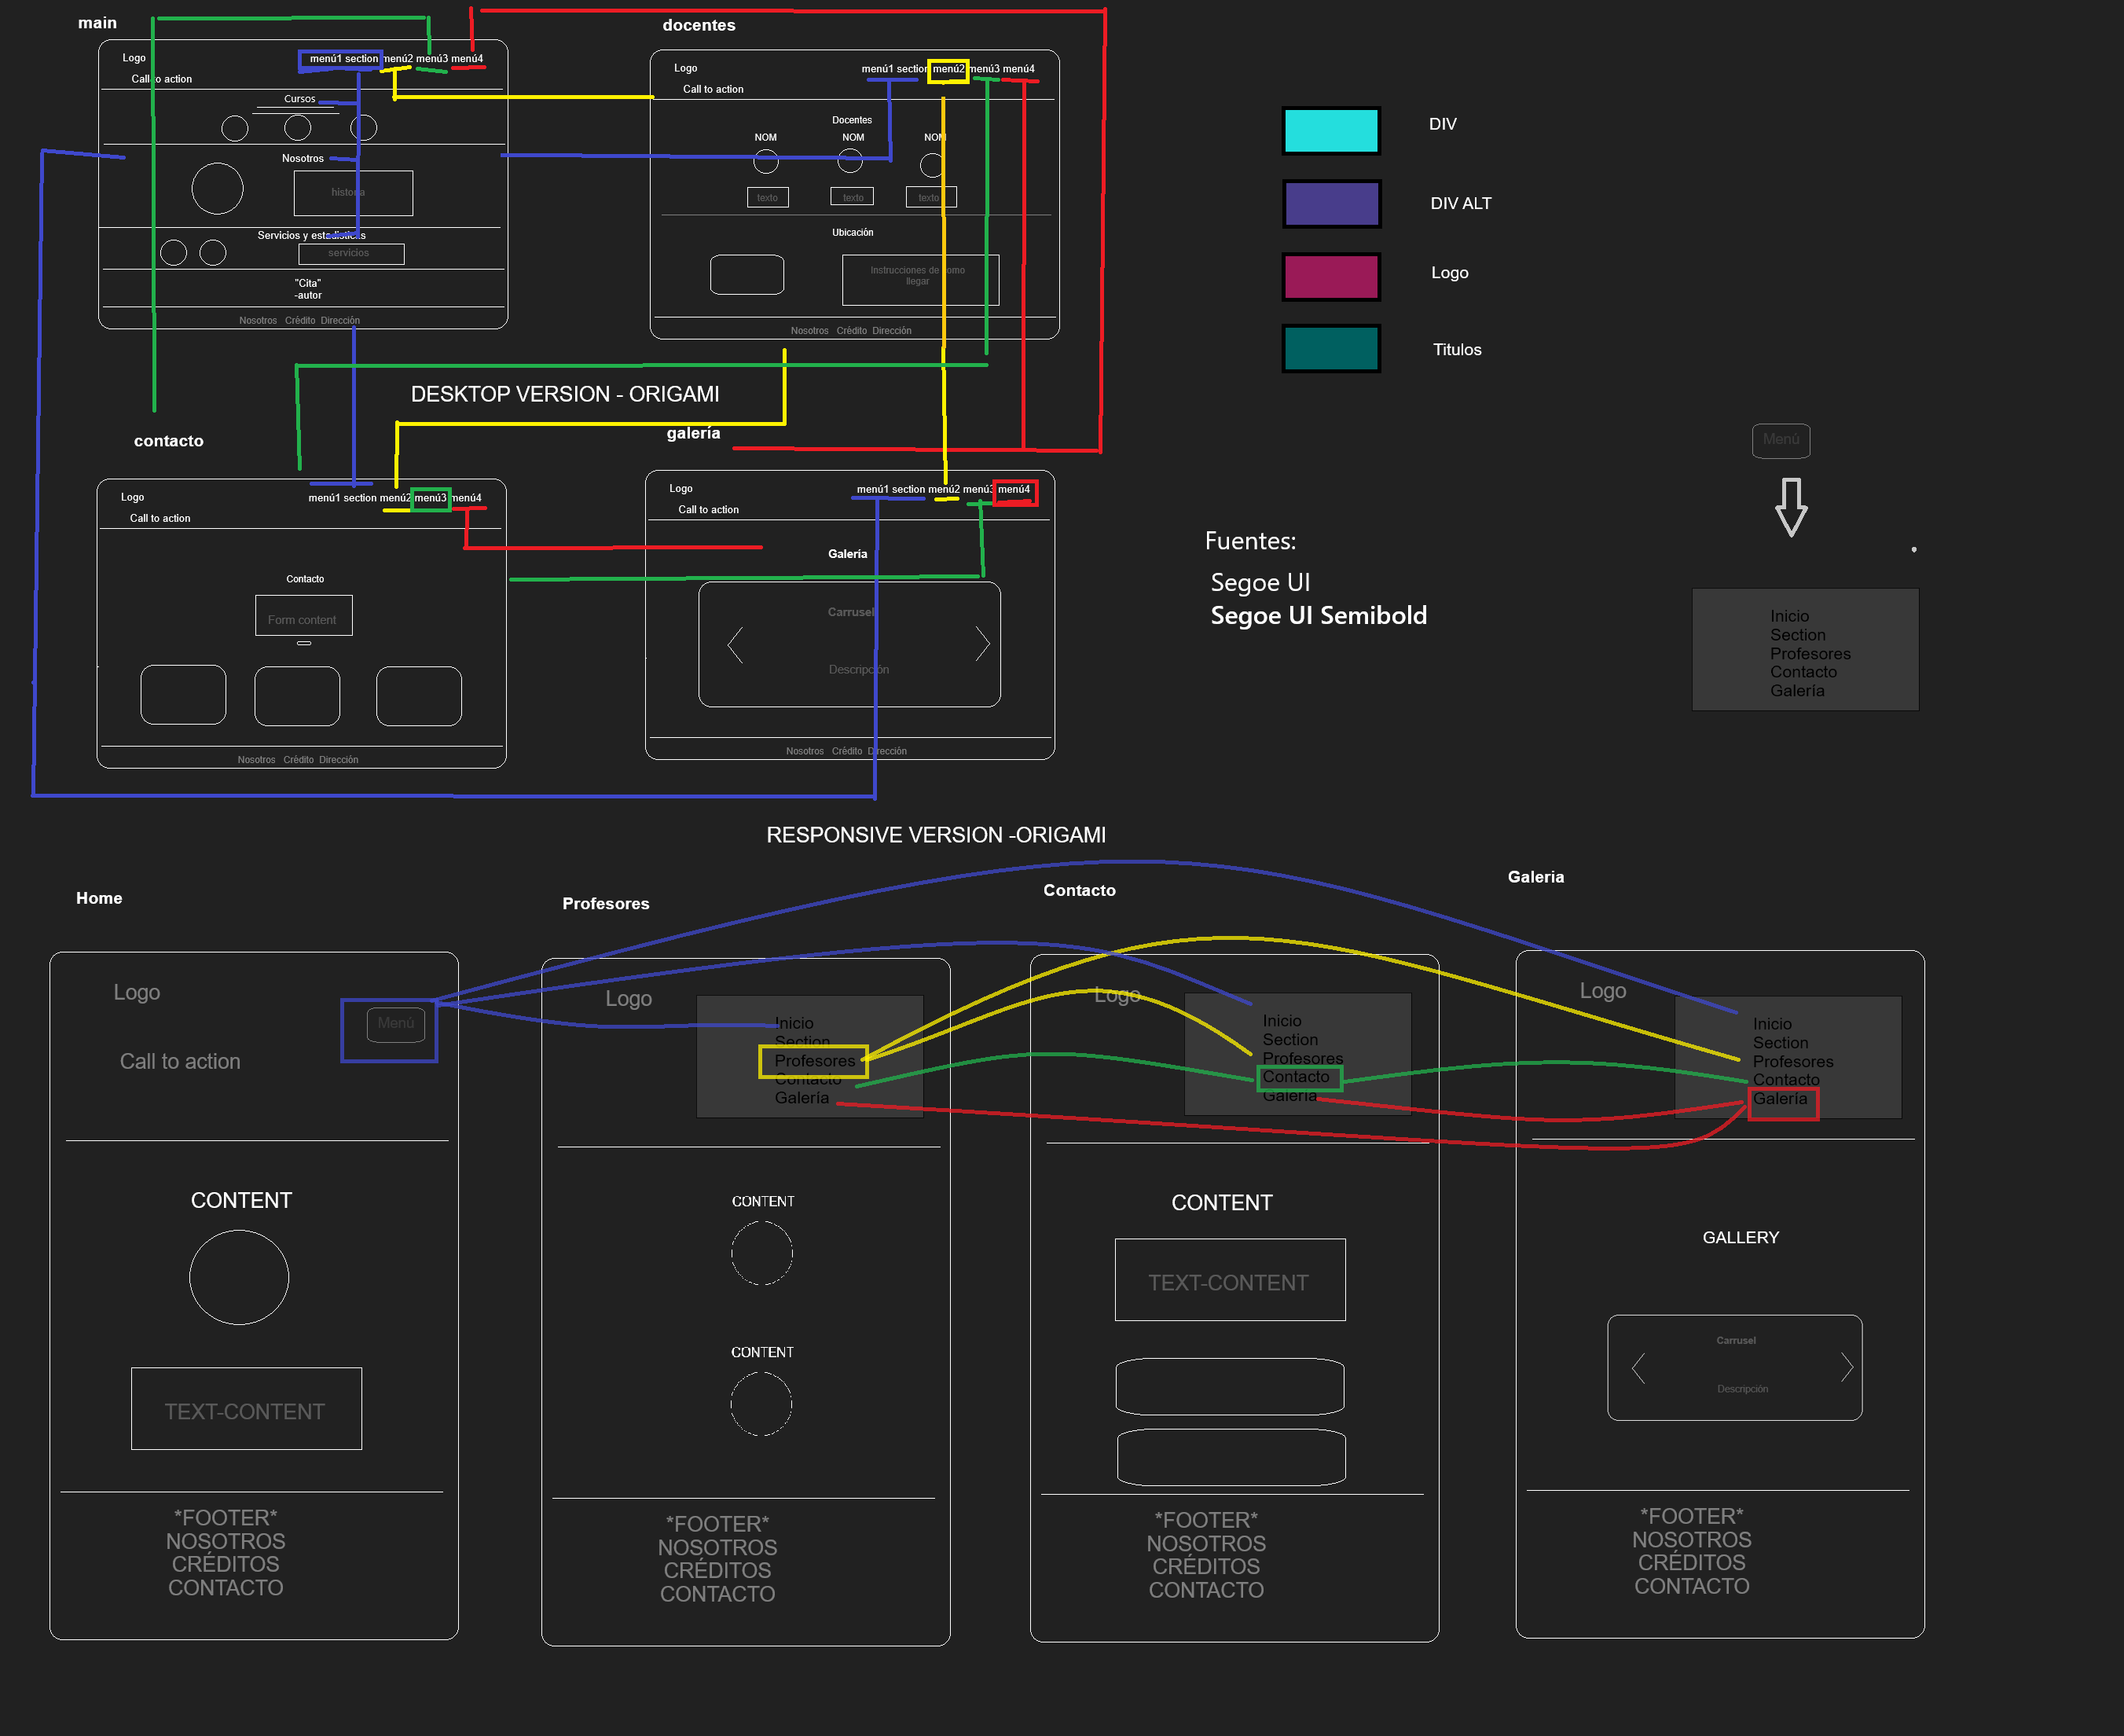 main
Logo
menú1 section menú2 menú3 menú4
Call to action
Cursos
Nosotros
historia
Servicios y estadísticas
servicios
"Cita"
-autor
Nosotros Crédito Dirección
docentes
Logo
menú1 section menú2 menú3 menú4
Call to action
Docentes
NOM NOM NOM
texto texto texto
Ubicación
Instrucciones de como
llegar
Nosotros Crédito Dirección
DESKTOP VERSION - ORIGAMI
contacto
Logo
menú1 section menú2 menú3 menú4
Call to action
Contacto
Form content
Nosotros Crédito Dirección
galería
Logo
menú1 section menú2 menú3 menú4
Call to action
Galería
Carrusel
Descripción
Nosotros Crédito Dirección
DIV
DIV ALT
Logo
Titulos
Fuentes:
Segoe UI
Segoe UI Semibold
Menú
Inicio
Section
Profesores
Contacto
Galería
RESPONSIVE VERSION -ORIGAMI
Home
Logo
Menú
Call to action
CONTENT
TEXT-CONTENT
*FOOTER*
NOSOTROS
CRÉDITOS
CONTACTO
Profesores
Logo
Inicio
Section
Profesores
Contacto
Galería
CONTENT
CONTENT
*FOOTER*
NOSOTROS
CRÉDITOS
CONTACTO
Contacto
Logo
Inicio
Section
Profesores
Contacto
Galería
CONTENT
TEXT-CONTENT
*FOOTER*
NOSOTROS
CRÉDITOS
CONTACTO
Galeria
Logo
Inicio
Section
Profesores
Contacto
Galería
GALLERY
Carrusel
Descripción
*FOOTER*
NOSOTROS
CRÉDITOS
CONTACTO